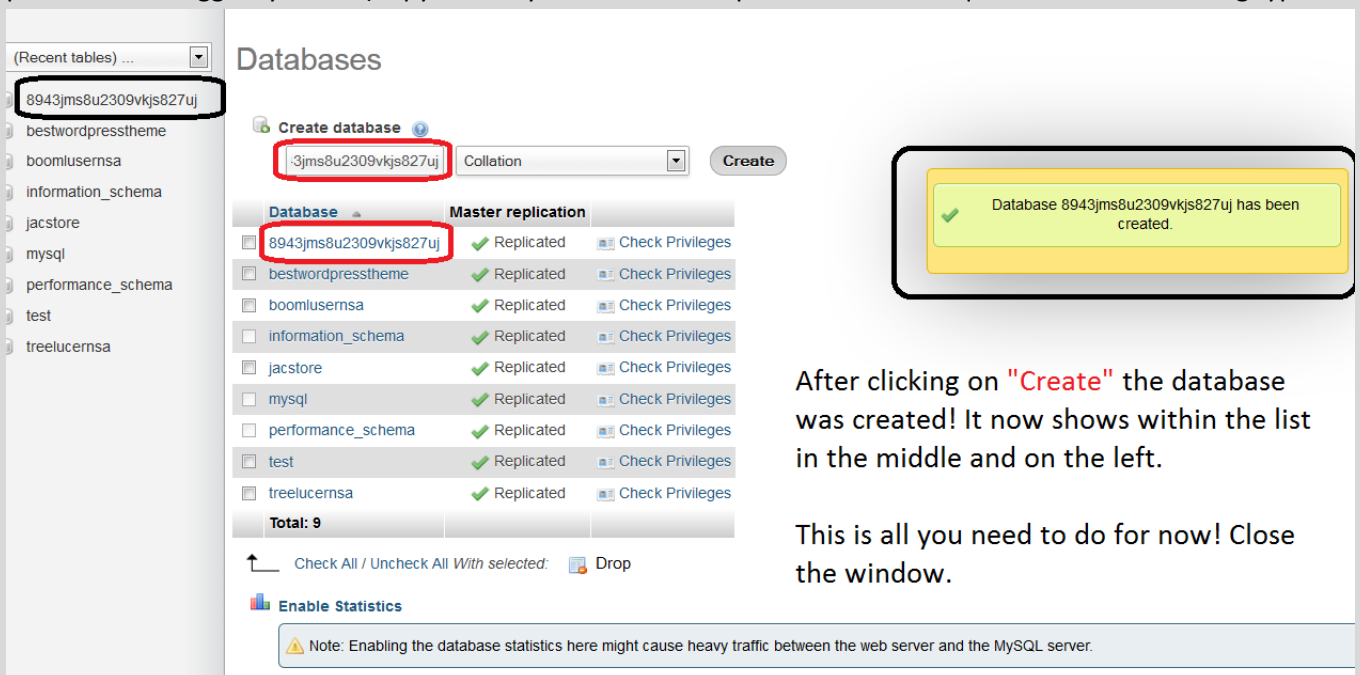 (Recent tables) ...
8943jms8u2309vkjs827uj
bestwordpresstheme
boomlusernsa
information_schema
jacstore
mysql
performance_schema
test
treelucernsa
Databases
Create database
3jms8u2309vkjs827uj Collation Create
Database Master replication
8943jms8u2309vkjs827uj Replicated Check Privileges
bestwordpresstheme Replicated Check Privileges
boomlusernsa Replicated Check Privileges
information_schema Replicated Check Privileges
jacstore Replicated Check Privileges
mysql Replicated Check Privileges
performance_schema Replicated Check Privileges
test Replicated Check Privileges
treelucernsa Replicated Check Privileges
Total: 9
Check All / Uncheck All With selected: Drop
Enable Statistics
Note: Enabling the database statistics here might cause heavy traffic between the web server and the MySQL server.
Database 8943jms8u2309vkjs827uj has been
created.
After clicking on "Create" the database
was created! It now shows within the list
in the middle and on the left.
This is all you need to do for now! Close
the window.